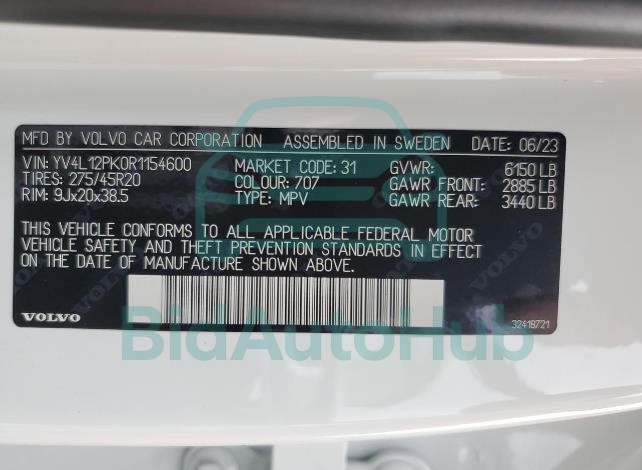 MFD BY VOLVO CAR CORPORATION ASSEMBLED IN SWEDEN DATE: 06/23
VIN: YV4L12PK0R1154600 MARKET CODE: 31 GVWR: 6150 LB
TIRES: 275/45R20 COLOUR: 707 GAWR FRONT: 2885 LB
RIM: 9Jx20x38.5 TYPE: MPV GAWR REAR: 3440 LB
THIS VEHICLE CONFORMS TO ALL APPLICABLE FEDERAL MOTOR
VEHICLE SAFETY AND THEFT PREVENTION STANDARDS IN EFFECT
ON THE DATE OF MANUFACTURE SHOWN ABOVE.
VOLVO 32418721
BidAutoHub